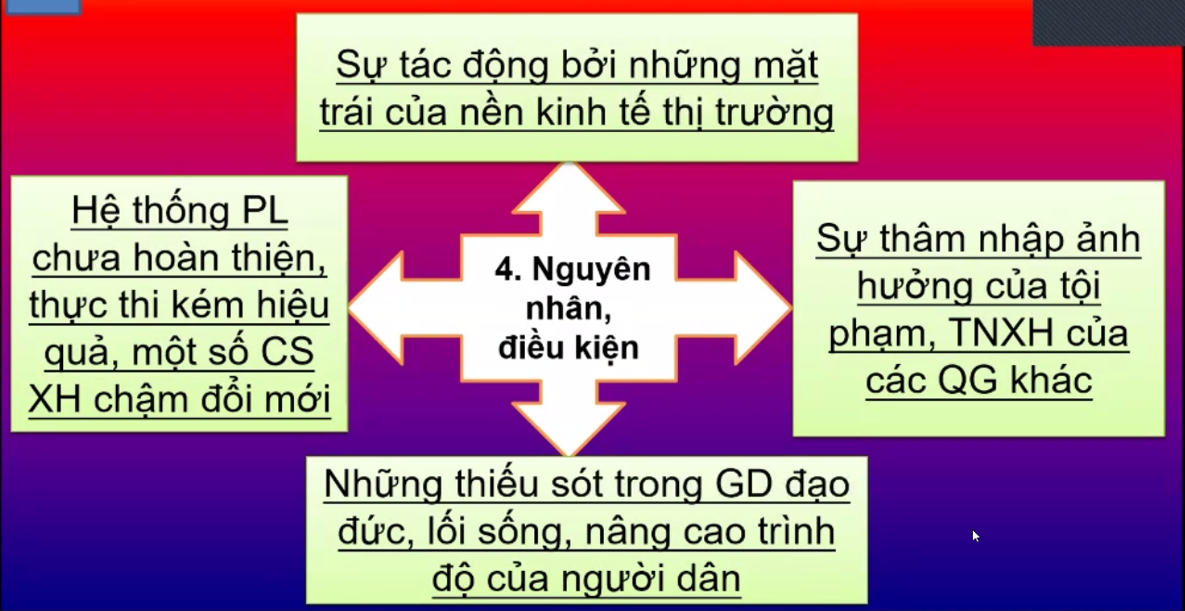 Sự tác động bởi những mặt
trái của nền kinh tế thị trường
Hệ thống PL
chưa hoàn thiện,
thực thi kém hiệu
quả, một số CS
XH chậm đổi mới
4. Nguyên
nhân,
điều kiện
Sự thâm nhập ảnh
hưởng của tội
phạm, TNXH của
các QG khác
Những thiếu sót trong GD đạo
đức, lối sống, nâng cao trình
độ của người dân